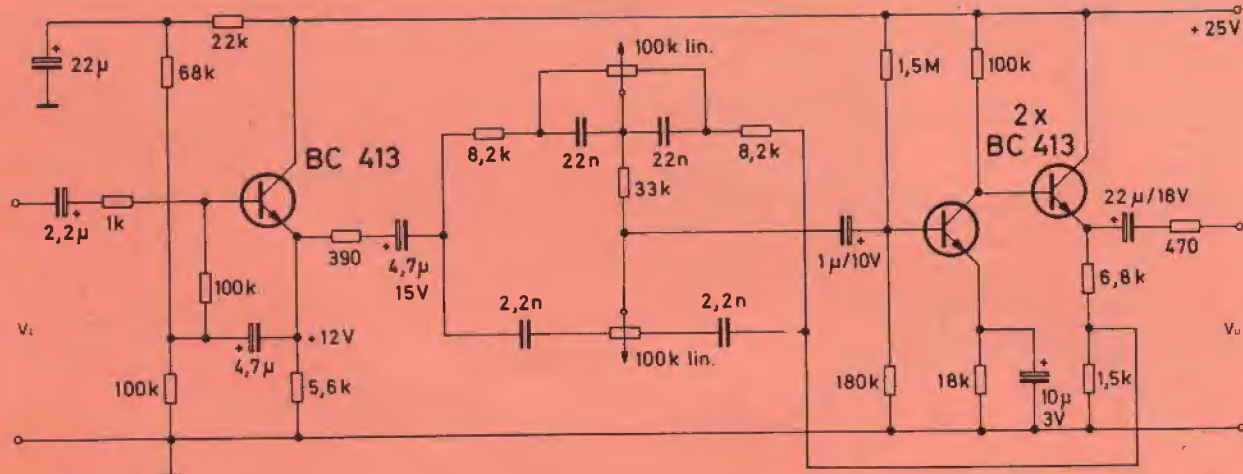 100k lin.
+ 25V
22k
22µ
+
68k
1,5M
100k
2 x
BC 413
BC 413
8,2k
22n
22n
8,2k
33k
22µ/18V
+
2,2µ
+
1k
390
4,7µ
+
15V
1µ/10V
+
470
100k
2,2n
2,2n
6,8k
Vi
+12V
4,7µ
+
100k lin.
Vu
100k
5,6k
180k
18k
10µ
3V
1,5k